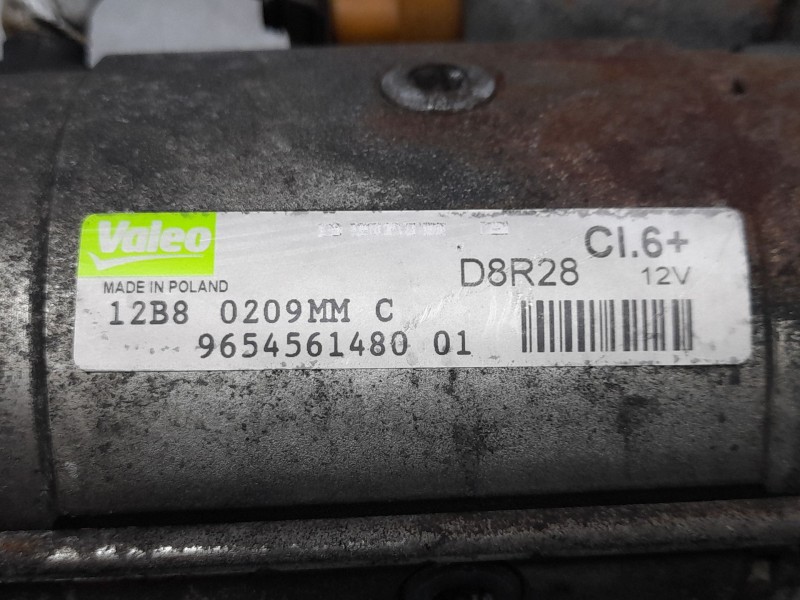 Valeo
CI.6+
D8R28
12V
MADE IN POLAND
12B8 0209MM C
9654561480 01